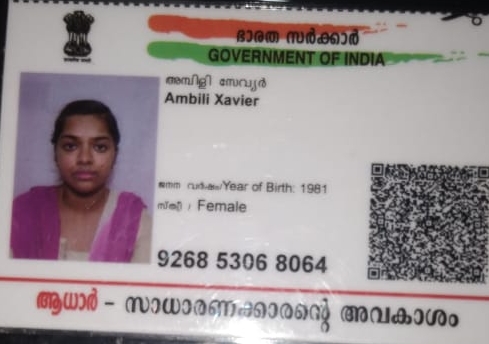 ഭാരത സർക്കാർ
GOVERNMENT OF INDIA
അമ്പിളി സേവ്യർ
Ambili Xavier
ജനന വർഷം/Year of Birth: 1981
സ്ത്രീ / Female
9268 5306 8064
ആധാർ – സാധാരണക്കാരന്റെ അവകാശം